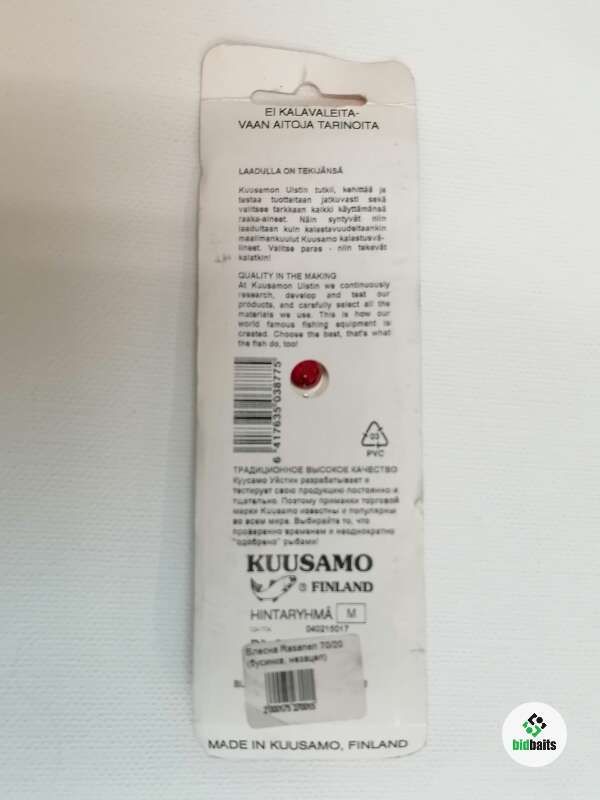 EI KALAVALEITA-
VAAN AITOJA TARINOITA
LAADULLA ON TEKIJÄNSÄ
Kuusamon Uistin tutkii, kehittää ja
testaa tuotteitaan jatkuvasti sekä
valitsee tarkkaan kaikki käyttämänsä
raaka-aineet. Näin syntyvät niin
laadultaan kuin kalastavuudeltaankin
maailmankuulut Kuusamo kalastusvä-
lineet. Valitse paras - niin tekevät
kalatkin!
QUALITY IN THE MAKING
At Kuusamon Uistin we continuously
research, develop and test our
products, and carefully select all the
materials we use. This is how our
world famous fishing equipment is
created. Choose the best, that's what
the fish do, too!
6 417635 038775
03
PVC
ТРАДИЦИОННОЕ ВЫСОКОЕ КАЧЕСТВО
Куусамо Уйстин разрабатывает и
тестирует свою продукцию постоянно и
тщательно. Поэтому приманки торговой
марки Kuusamo известны и популярны
во всем мире. Выбирайте то, что
проверенно временем и неоднократно
"одобрено" рыбами!
KUUSAMO
® FINLAND
HINTARYHMÄ M
040215017
Блесна Rasanen 70/20
(бусинка, незацеп)
MADE IN KUUSAMO, FINLAND
bidbaits